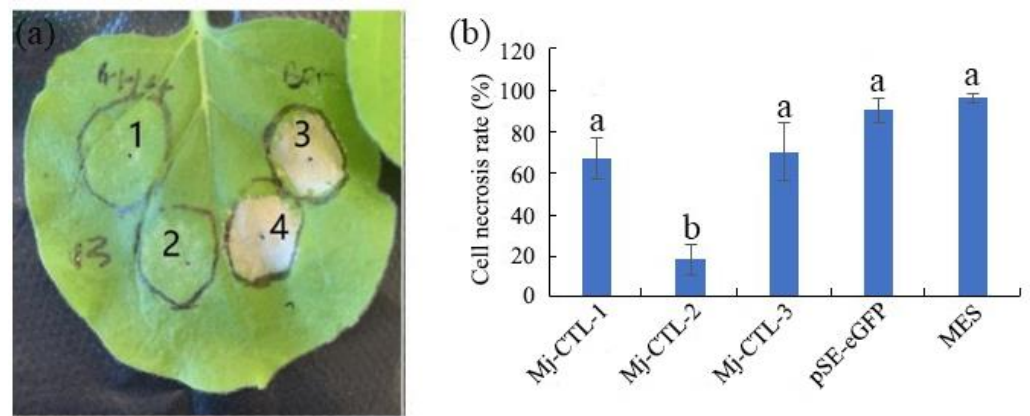 (a)
1
2
3
4
(b)
Cell necrosis rate (%)
120
100
80
60
40
20
0
a
b
a
a
a
Mj-CTL-1
Mj-CTL-2
Mj-CTL-3
pSE-eGFP
MES